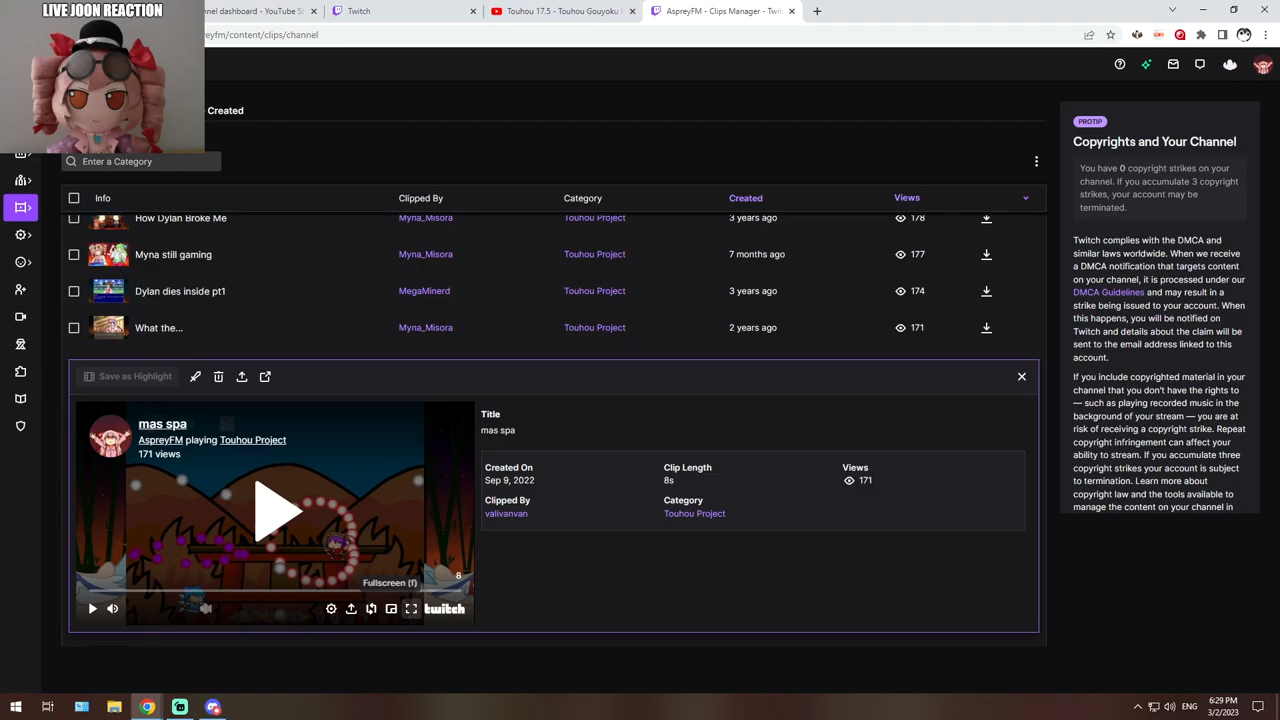 LIVE JOON REACTION
nnel dashboard - YouTube St
Twitch
Touhou 17.5 - Touhou Gouyoku
AspreyFM - Clips Manager - Twit
eyfm/content/clips/channel
Created
Enter a Category
Info
Clipped By
Category
Created
Views
How Dylan Broke Me
Myna_Misora
Touhou Project
3 years ago
178
Myna still gaming
Myna_Misora
Touhou Project
7 months ago
177
Dylan dies inside pt1
MegaMinerd
Touhou Project
3 years ago
174
What the...
Myna_Misora
Touhou Project
2 years ago
171
Save as Highlight
mas spa
AspreyFM playing Touhou Project
171 views
Fullscreen (f)
8
twitch
Title
mas spa
Created On
Sep 9, 2022
Clip Length
8s
Views
171
Clipped By
valivanvan
Category
Touhou Project
PROTIP
Copyrights and Your Channel
You have 0 copyright strikes on
your channel. If you accumulate 3 copyright
strikes, your account may be
terminated.
Twitch complies with the DMCA and
similar laws worldwide. When we receive
a DMCA notification that targets content
on your channel, it is processed under our
DMCA Guidelines and may result in a
strike being issued to your account. When
this happens, you will be notified on
Twitch and details about the claim will be
sent to the email address linked to this
account.
If you include copyrighted material in your
channel that you don't have the rights to
— such as playing recorded music in the
background of your stream — you are at
risk of receiving a copyright strike. Repeat
copyright infringement can affect your
ability to stream. If you accumulate three
copyright strikes your account is subject
to termination. Learn more about
copyright law and the tools available to
manage the content on your channel in
ENG
6:29 PM
3/2/2023